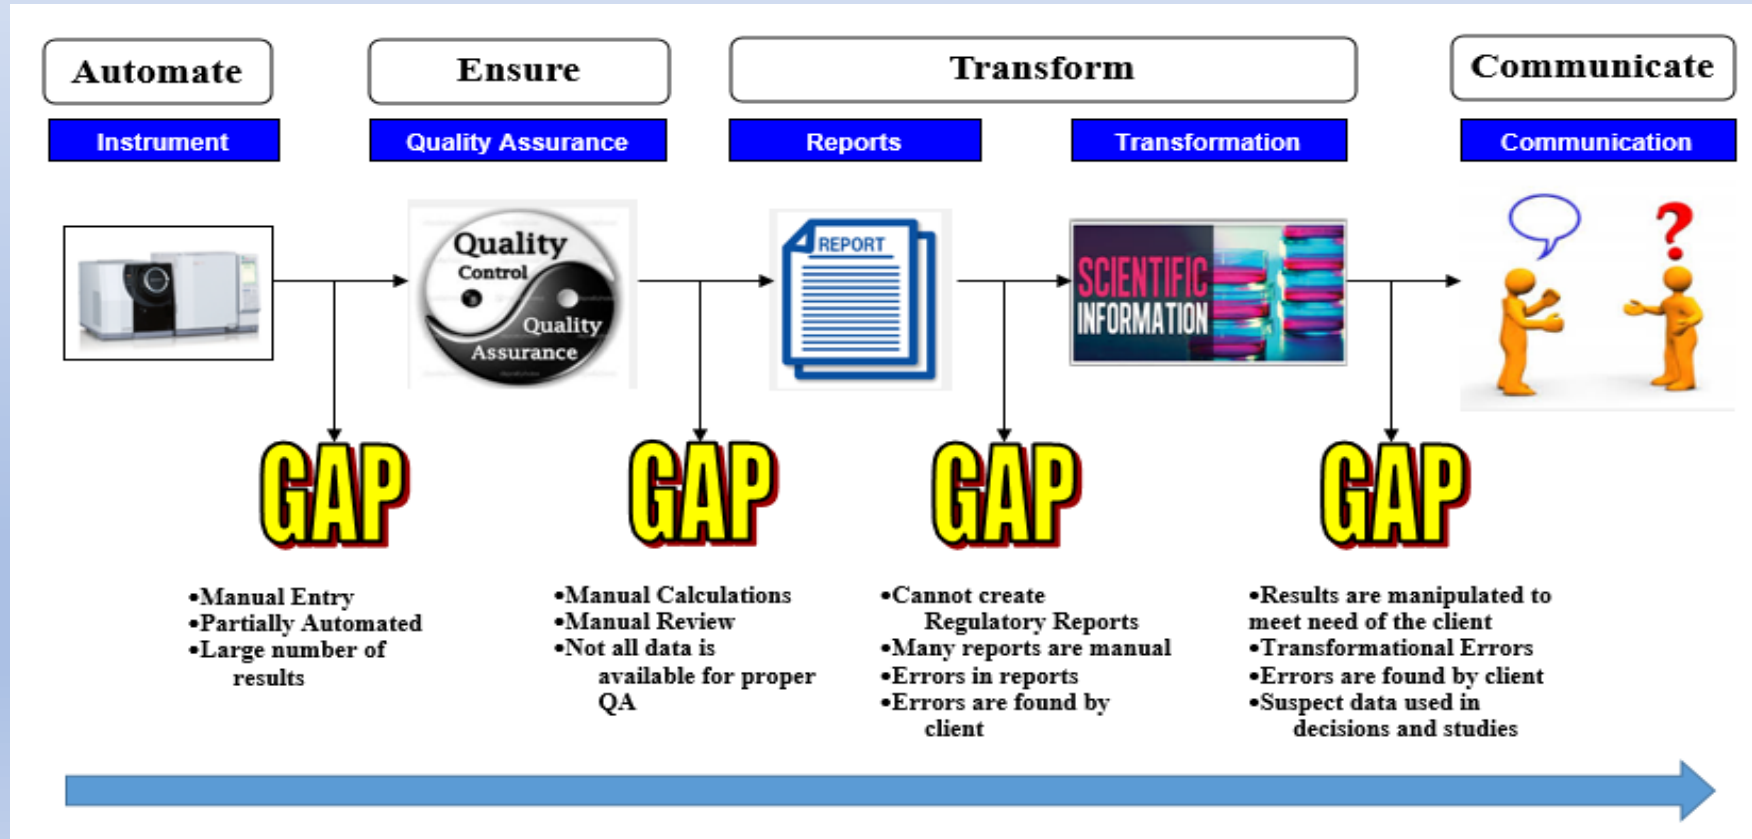 Automate
Ensure
Transform
Communicate
Instrument
Quality Assurance
Reports
Transformation
Communication
Quality
Control
Quality
Assurance
REPORT
SCIENTIFIC
INFORMATION
?
GAP
GAP
GAP
GAP
•Manual Entry
•Partially Automated
•Large number of
results
•Manual Calculations
•Manual Review
•Not all data is
available for proper
QA
•Cannot create
Regulatory Reports
•Many reports are manual
•Errors in reports
•Errors are found by
client
•Results are manipulated to
meet need of the client
•Transformational Errors
•Errors are found by client
•Suspect data used in
decisions and studies